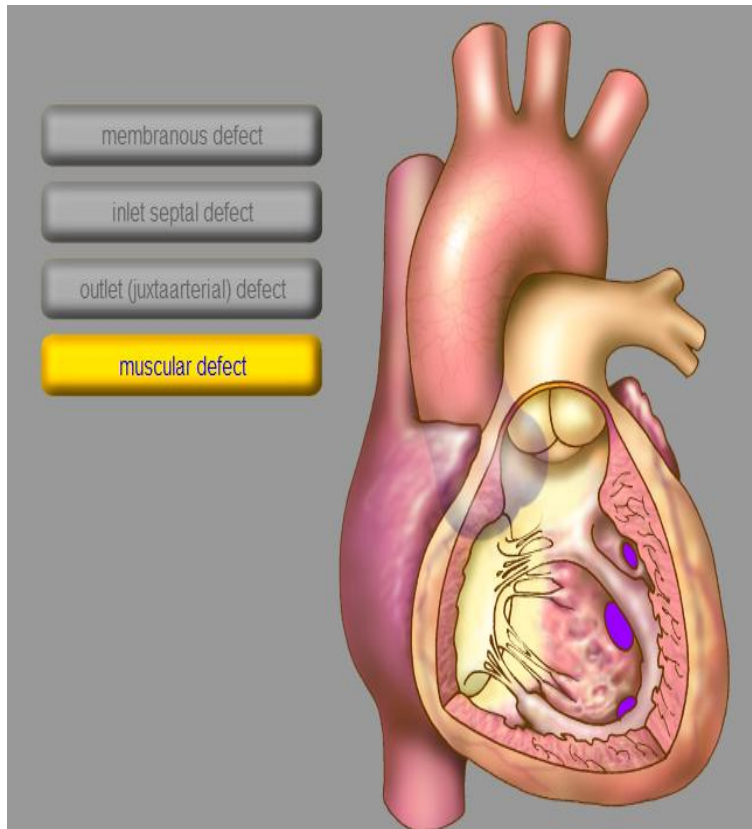 membranous defect
inlet septal defect
outlet (juxtaarterial) defect
muscular defect